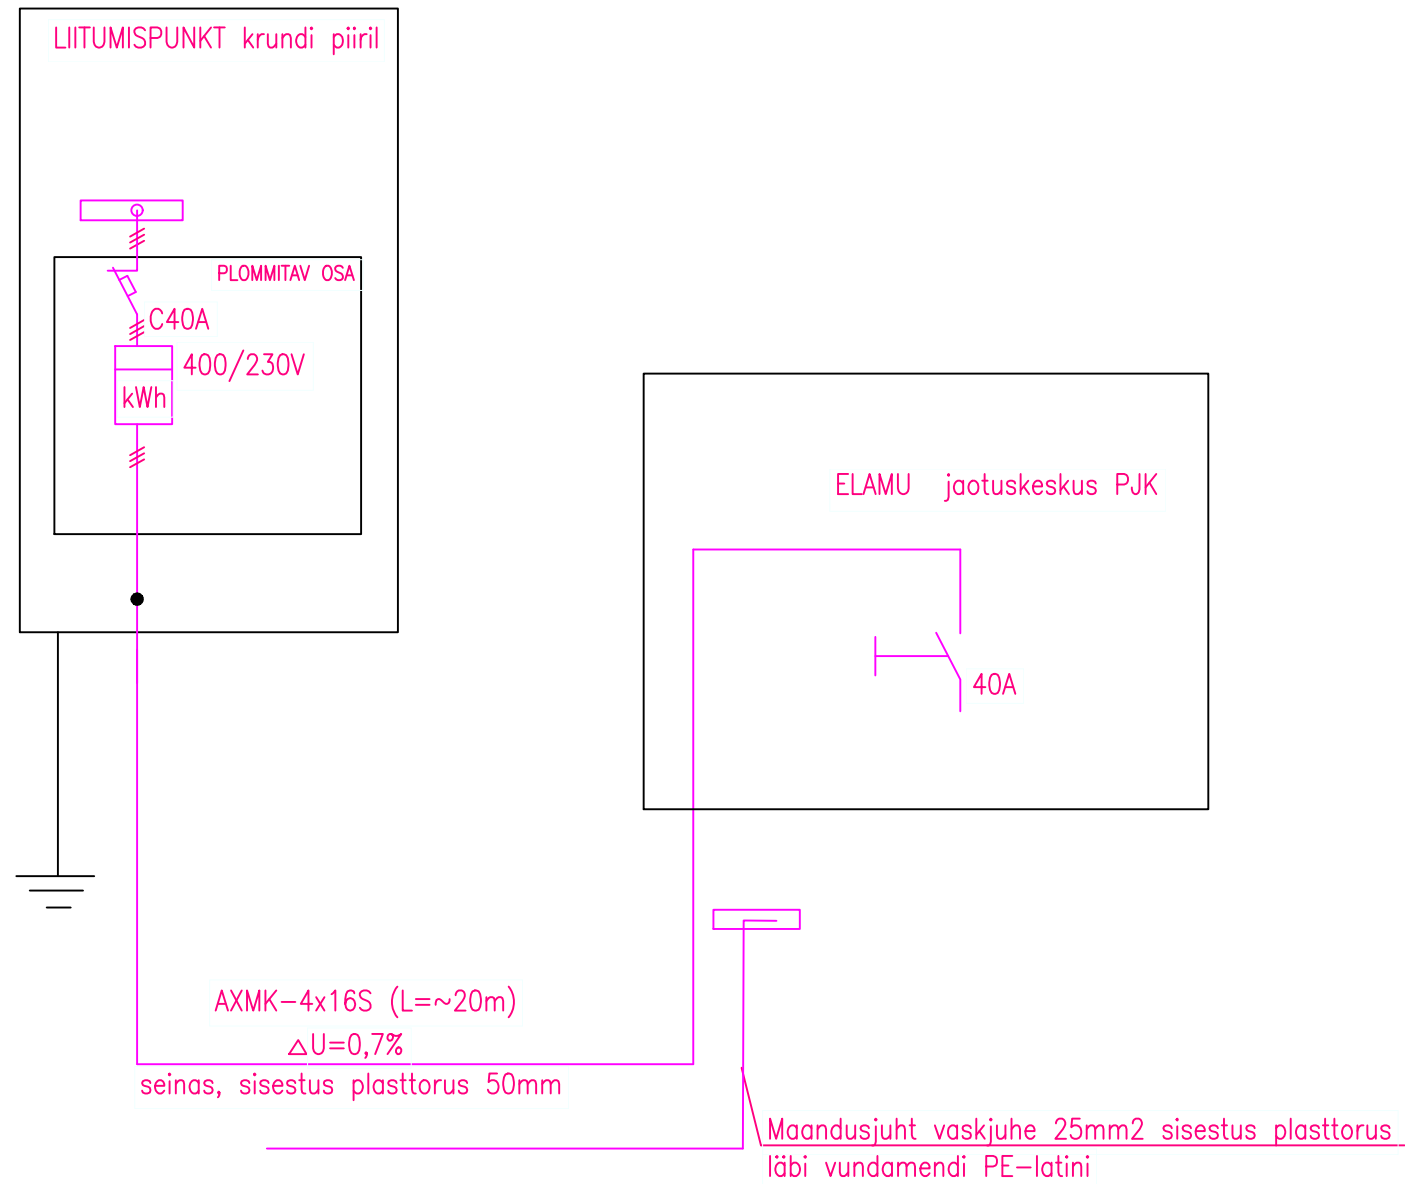 LIITUMISPUNKT krundi piiril
PLOMMITAV OSA
C40A
400/230V
kWh
ELAMU jaotuskeskus PJK
40A
AXMK-4x16S (L=~20m)
△U=0,7%
seinas, sisestus plasttorus 50mm
Maandusjuht vaskjuhe 25mm2 sisestus plasttorus
läbi vundamendi PE-latini